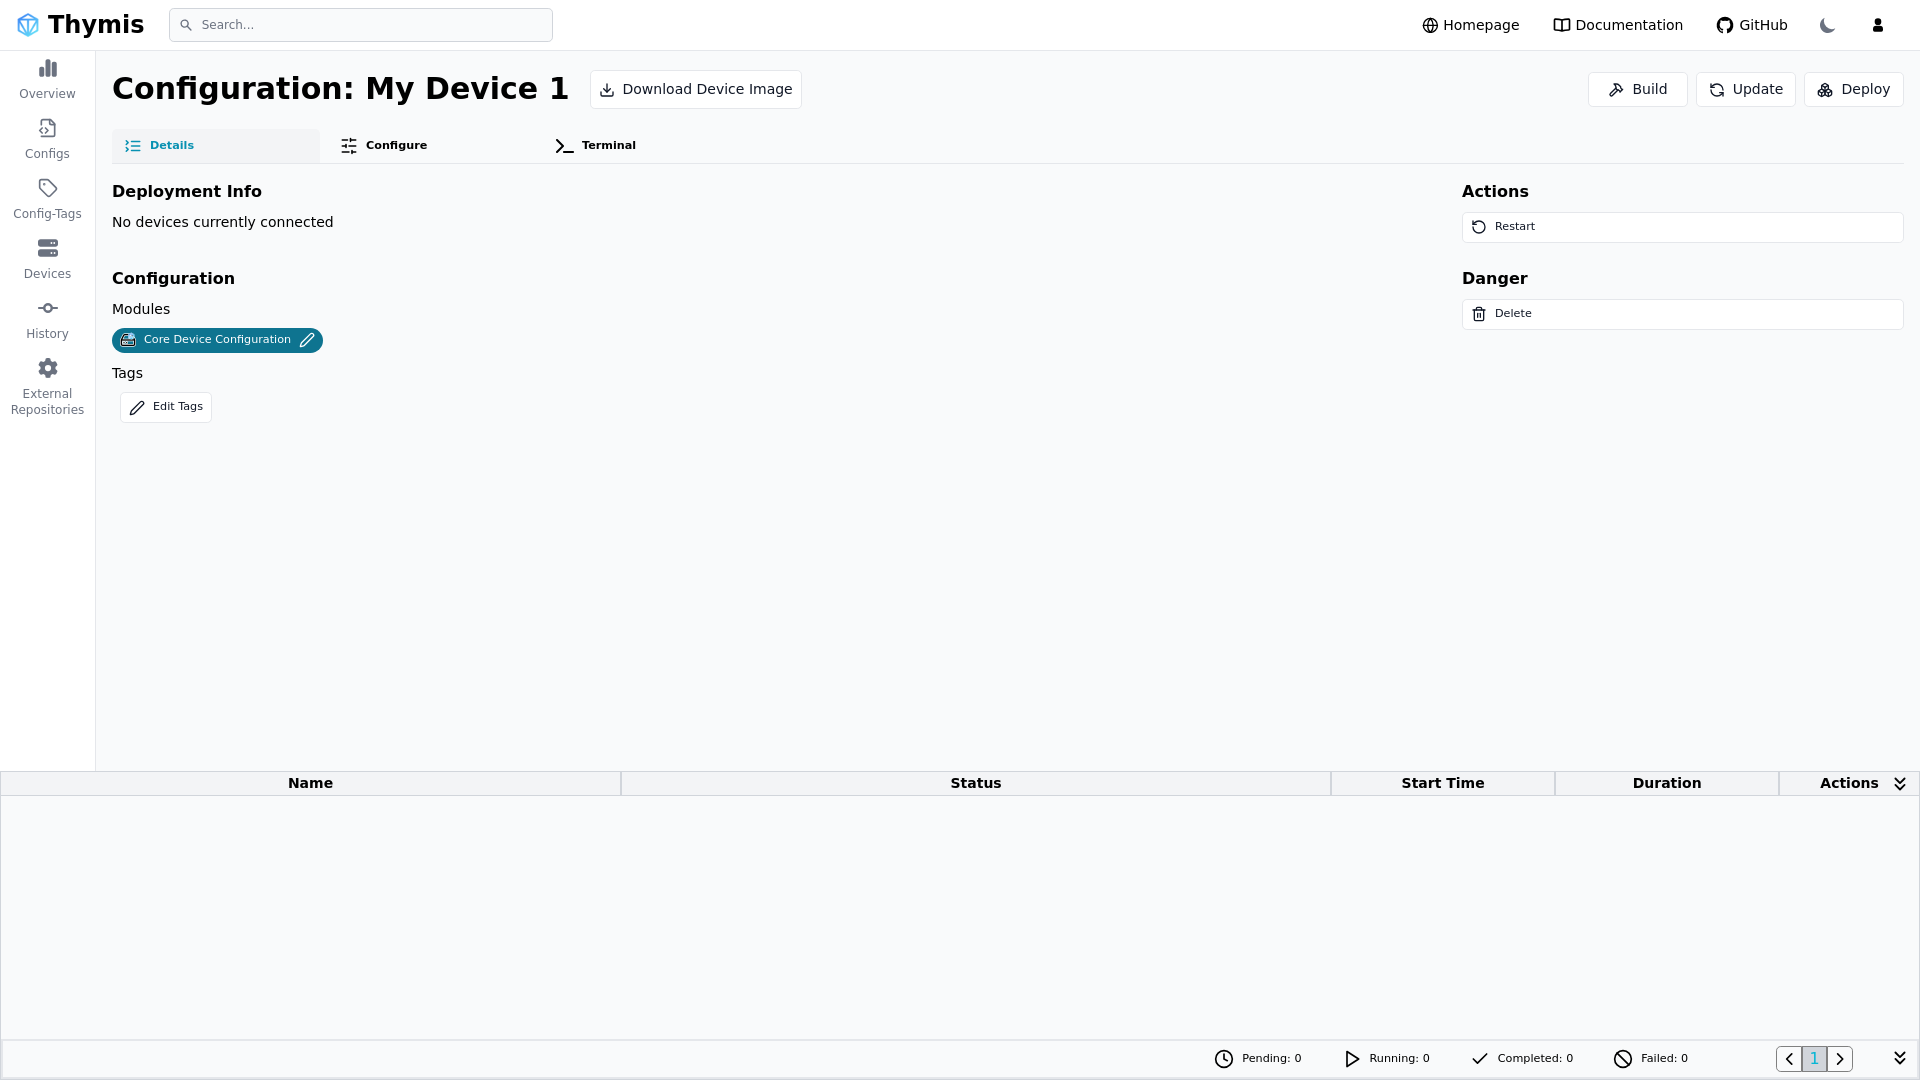 Thymis
Search...
Homepage
Documentation
GitHub
Overview
Configs
Config-Tags
Devices
History
External
Repositories
Configuration: My Device 1
Download Device Image
Build
Update
Deploy
Details
Configure
Terminal
Deployment Info
No devices currently connected
Configuration
Modules
Core Device Configuration
Tags
Edit Tags
Actions
Restart
Danger
Delete
Name
Status
Start Time
Duration
Actions
Pending: 0
Running: 0
Completed: 0
Failed: 0
1